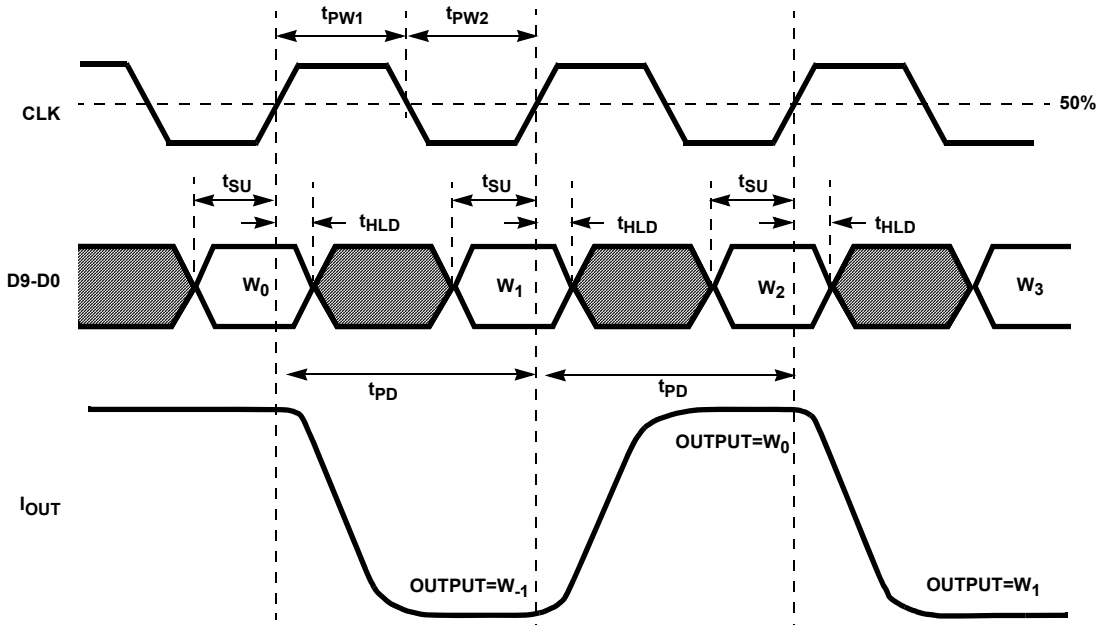 tPW1 tPW2
CLK
50%
tSU tSU tSU
tHLD tHLD tHLD
D9-D0
W0 W1 W2 W3
tPD tPD
OUTPUT=W0
IOUT
OUTPUT=W-1 OUTPUT=W1